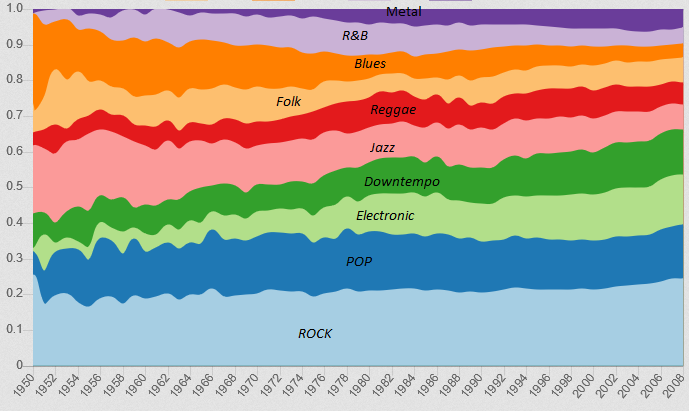 1.0
Metal
R&B
0.9
Blues
0.8
Folk
Reggae
0.7
Jazz
0.6
Downtempo
0.5
Electronic
0.4
POP
0.3
0.2
ROCK
0.1
0
1950 1952 1954 1956 1958 1960 1962 1964 1966 1968 1970 1972 1974 1976 1978 1980 1982 1984 1986 1988 1990 1992 1994 1996 1998 2000 2002 2004 2006 2008